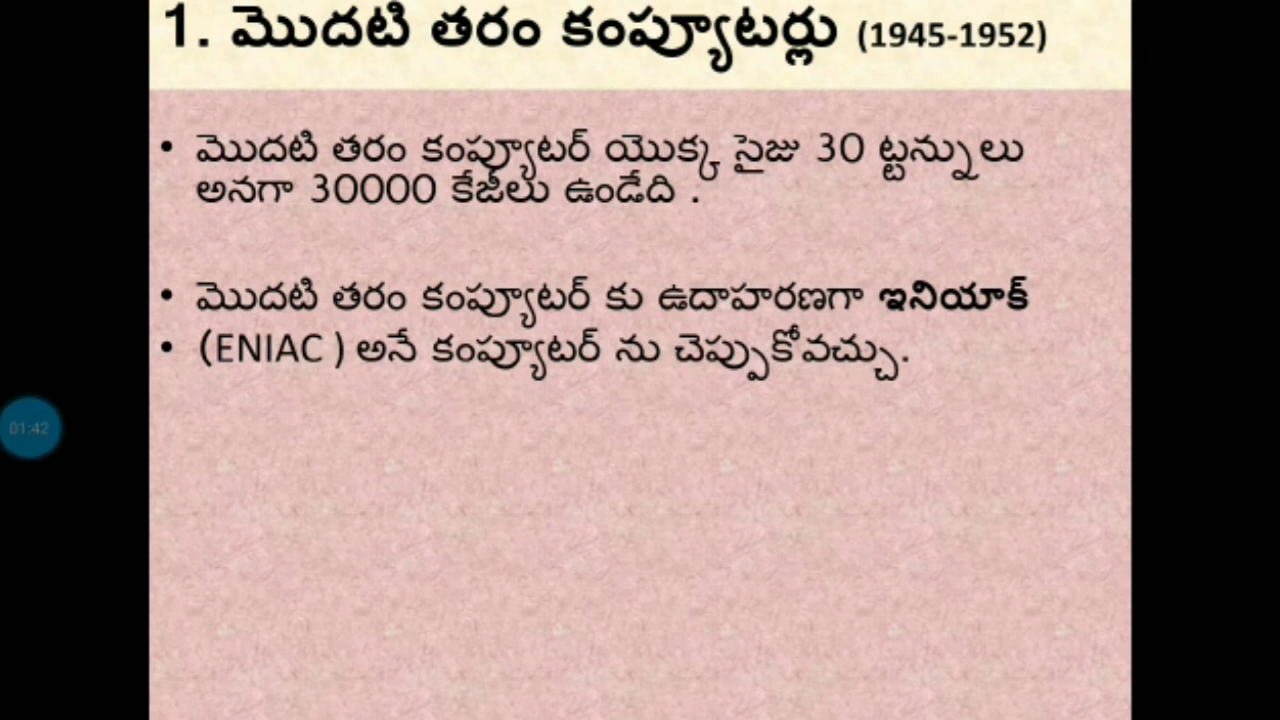 1. మొదటి తరం కంప్యూటర్లు (1945-1952)
• మొదటి తరం కంప్యూటర్ యొక్క సైజు 30 ట్టన్నులు
అనగా 30000 కేజీలు ఉండేది .
• మొదటి తరం కంప్యూటర్ కు ఉదాహరణగా ఇనియాక్
• (ENIAC ) అనే కంప్యూటర్ ను చెప్పుకోవచ్చు.
01:42